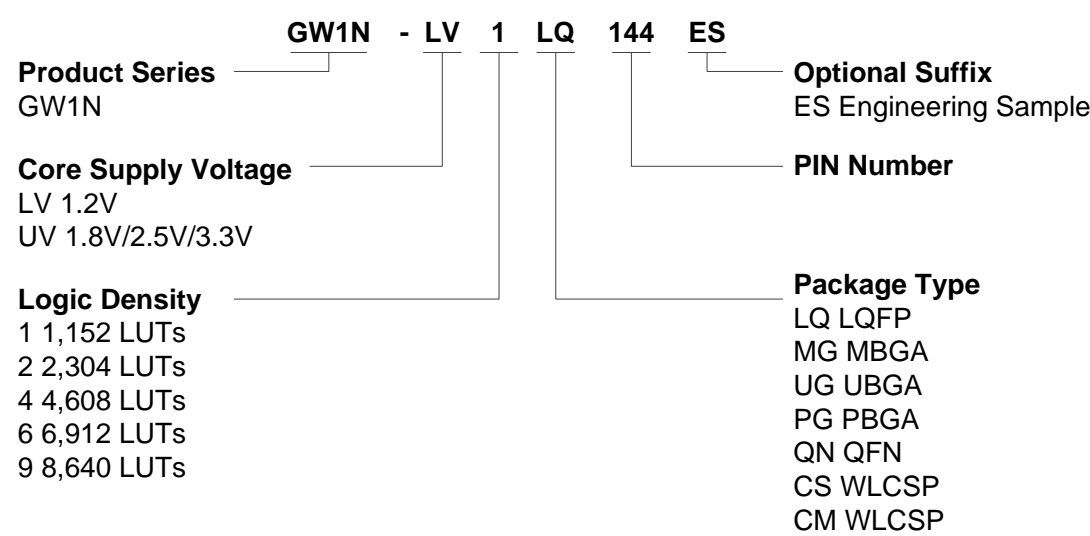 GW1N - LV 1 LQ 144 ES
Product Series
GW1N
Core Supply Voltage
LV 1.2V
UV 1.8V/2.5V/3.3V
Logic Density
1 1,152 LUTs
2 2,304 LUTs
4 4,608 LUTs
6 6,912 LUTs
9 8,640 LUTs
Optional Suffix
ES Engineering Sample
PIN Number
Package Type
LQ LQFP
MG MBGA
UG UBGA
PG PBGA
QN QFN
CS WLCSP
CM WLCSP